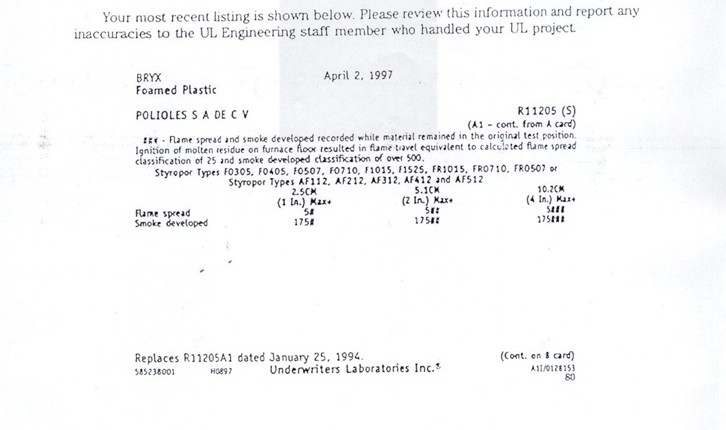 Your most recent listing is shown below. Please review this information and report any
inaccuracies to the UL Engineering staff member who handled your UL project.
BRYX April 2, 1997
Foamed Plastic
POLIOLES S A DE C V R11205 (S)
(A1 - cont. from A card)
### - Flame spread and smoke developed recorded while material remained in the original test position.
Ignition of molten residue on furnace floor resulted in flame travel equivalent to calculated flame spread
classification of 25 and smoke developed classification of over 500.
Styropor Types F0305, F0405, F0507, F0710, F1015, F1525, FR1015, FR0710, FR0507 or
Styropor Types AF112, AF212, AF312, AF412 and AF512
2.5CM 5.1CM 10.2CM
(1 In.) Max+ (2 In.) Max+ (4 In.) Max+
Flame spread 5# 5## 5###
Smoke developed 175# 175## 175###
Replaces R11205A1 dated January 25, 1994. (Cont. on B card)
585238001 H0897 Underwriters Laboratories Inc.® A11/0128153
80